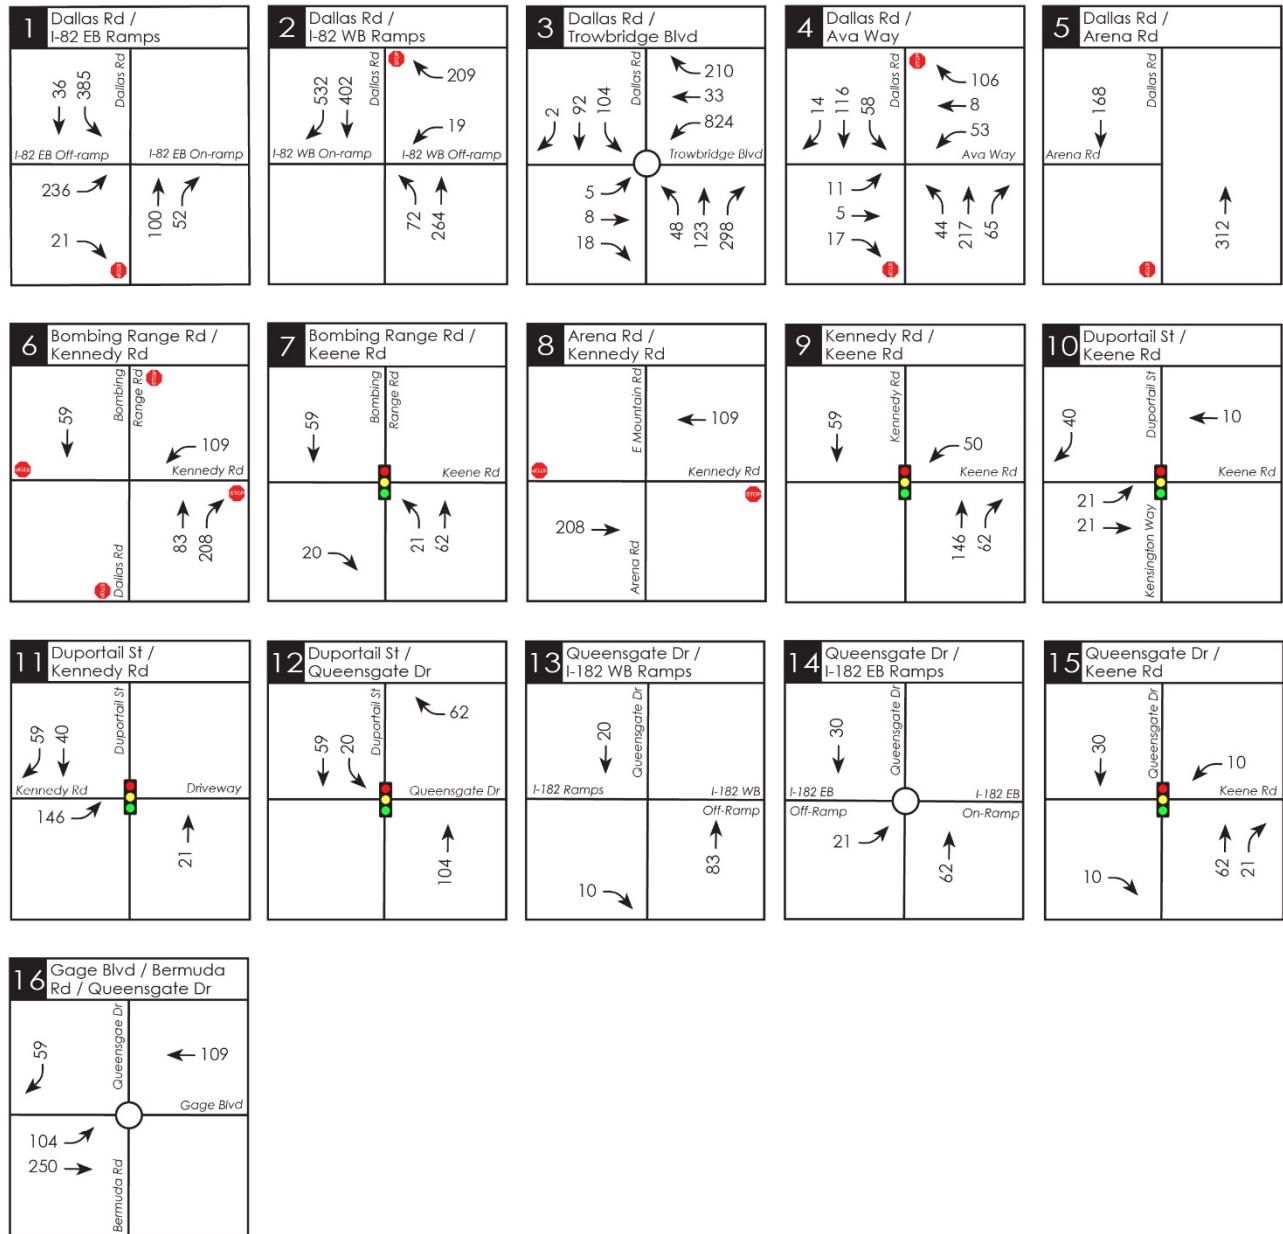 1 Dallas Rd /
I-82 EB Ramps
36
385
Dallas Rd
I-82 EB Off-ramp
I-82 EB On-ramp
236
21
100
52
STOP
2 Dallas Rd /
I-82 WB Ramps
532
402
Dallas Rd
STOP
209
19
I-82 WB On-ramp
I-82 WB Off-ramp
72
264
3 Dallas Rd /
Trowbridge Blvd
2
92
104
Dallas Rd
210
33
824
Trowbridge Blvd
5
8
18
48
123
298
4 Dallas Rd /
Ava Way
14
116
58
Dallas Rd
STOP
106
8
53
Ava Way
11
5
17
44
217
65
STOP
5 Dallas Rd /
Arena Rd
168
Dallas Rd
Arena Rd
312
STOP
6 Bombing Range Rd /
Kennedy Rd
59
Bombing
Range Rd
STOP
109
STOP
Kennedy Rd
83
208
STOP
Dallas Rd
STOP
7 Bombing Range Rd /
Keene Rd
59
Bombing
Range Rd
Keene Rd
20
21
62
8 Arena Rd /
Kennedy Rd
E Mountain Rd
109
STOP
Kennedy Rd
STOP
208
Arena Rd
9 Kennedy Rd /
Keene Rd
59
Kennedy Rd
50
Keene Rd
146
62
10 Duportail St /
Keene Rd
40
Duportail St
10
Keene Rd
21
21
Kensington Way
11 Duportail St /
Kennedy Rd
59
40
Duportail St
Kennedy Rd
Driveway
146
21
12 Duportail St /
Queensgate Dr
59
20
Duportail St
62
Queensgate Dr
104
13 Queensgate Dr /
I-182 WB Ramps
20
Queensgate Dr
I-182 Ramps
I-182 WB
Off-Ramp
10
83
14 Queensgate Dr /
I-182 EB Ramps
30
Queensgate Dr
I-182 EB
Off-Ramp
I-182 EB
On-Ramp
21
62
15 Queensgate Dr /
Keene Rd
30
Queensgate Dr
10
Keene Rd
10
62
21
16 Gage Blvd / Bermuda
Rd / Queensgate Dr
59
Queensgae Dr
109
Gage Blvd
104
250
Bermuda Rd